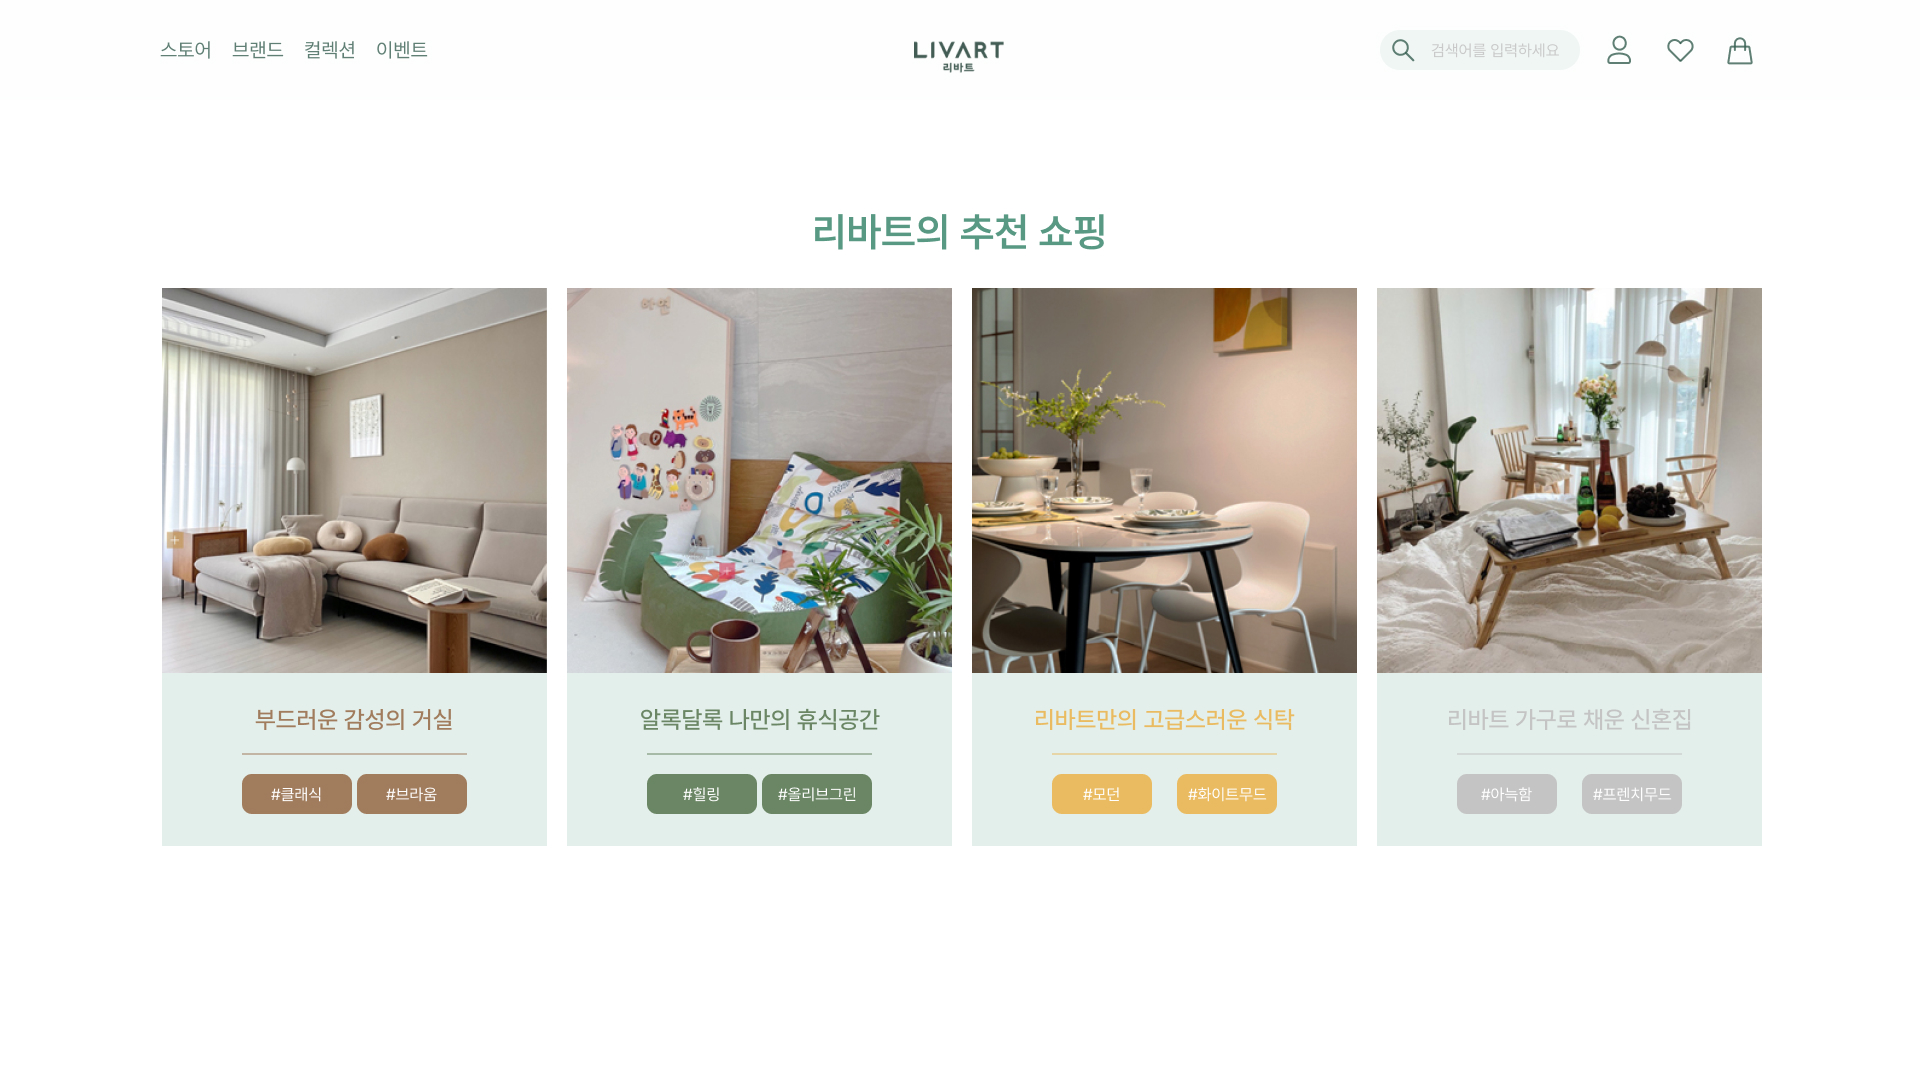 스토어 브랜드 컬렉션 이벤트
LIVART
리바트
검색어를 입력하세요
리바트의 추천 쇼핑
부드러운 감성의 거실
#클래식 #브라움
알록달록 나만의 휴식공간
#힐링 #올리브그린
리바트만의 고급스러운 식탁
#모던 #화이트무드
리바트 가구로 채운 신혼집
#아늑함 #프렌치무드